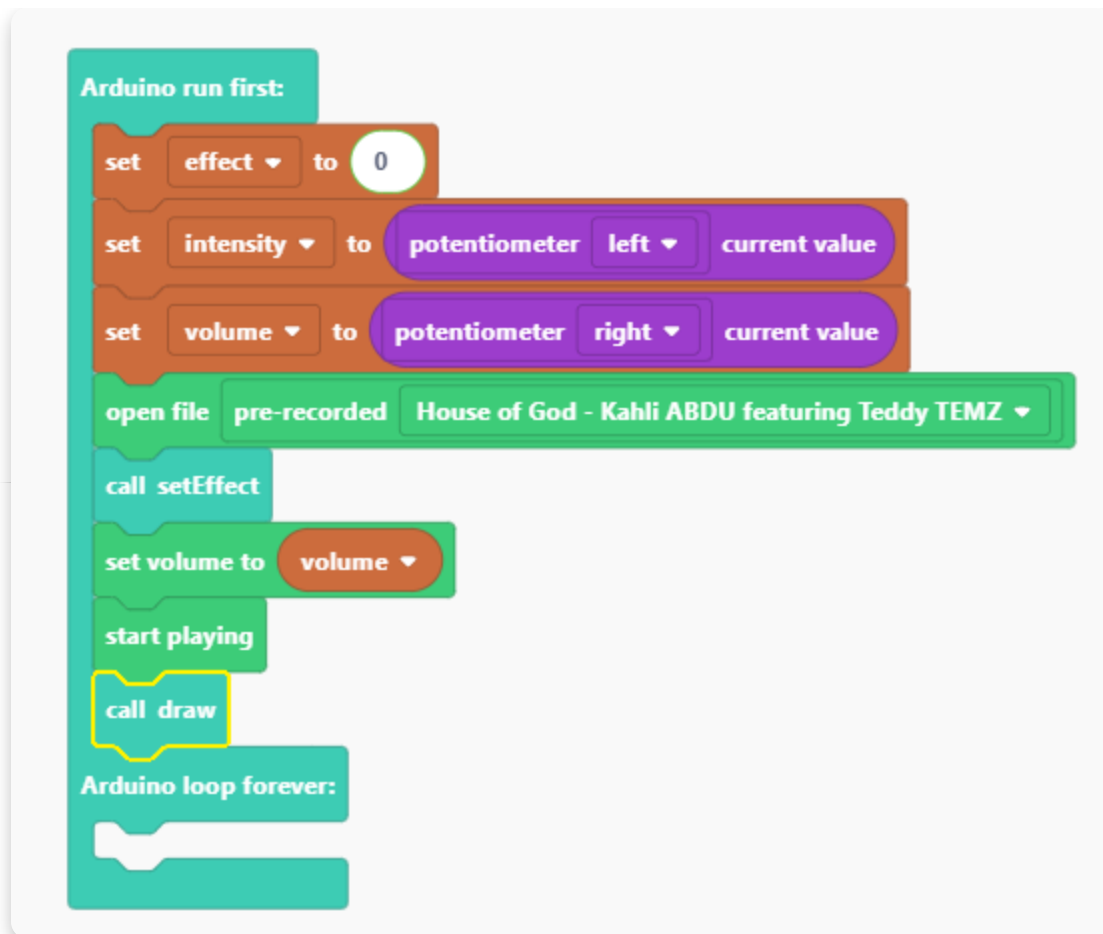 Arduino run first:
set effect to 0
set intensity to potentiometer left current value
set volume to potentiometer right current value
open file pre-recorded House of God - Kahli ABDU featuring Teddy TEMZ
call setEffect
set volume to volume
start playing
call draw
Arduino loop forever: